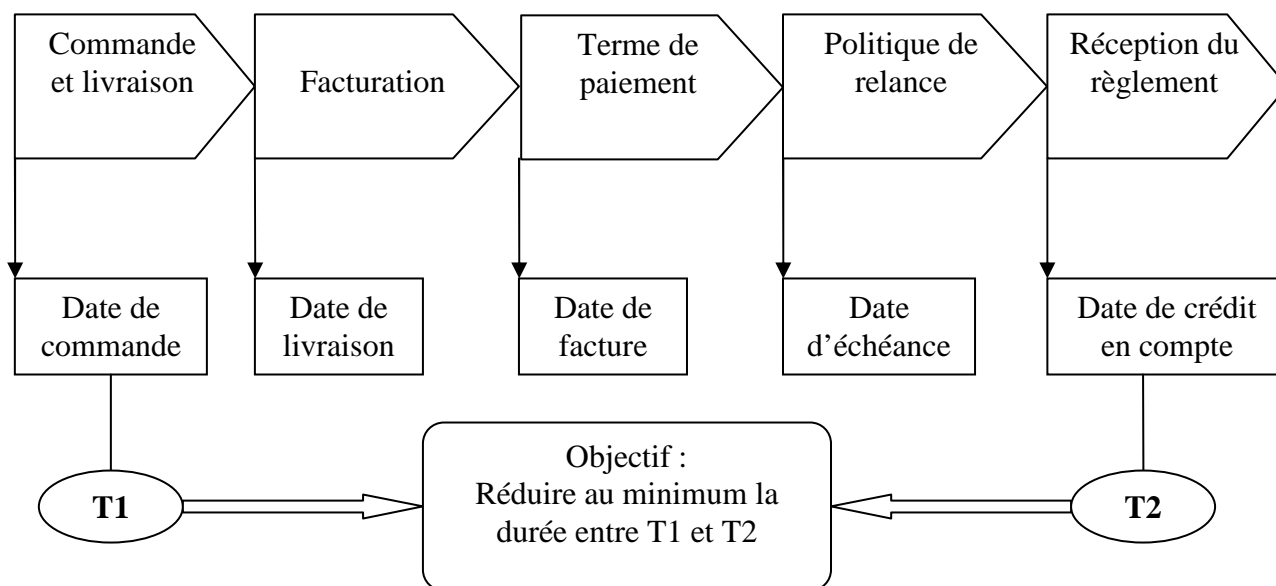 Commande
et livraison
Facturation
Terme de
paiement
Politique de
relance
Réception du
règlement
Date de
commande
Date de
livraison
Date de
facture
Date
d’échéance
Date de crédit
en compte
T1
Objectif :
Réduire au minimum la
durée entre T1 et T2
T2